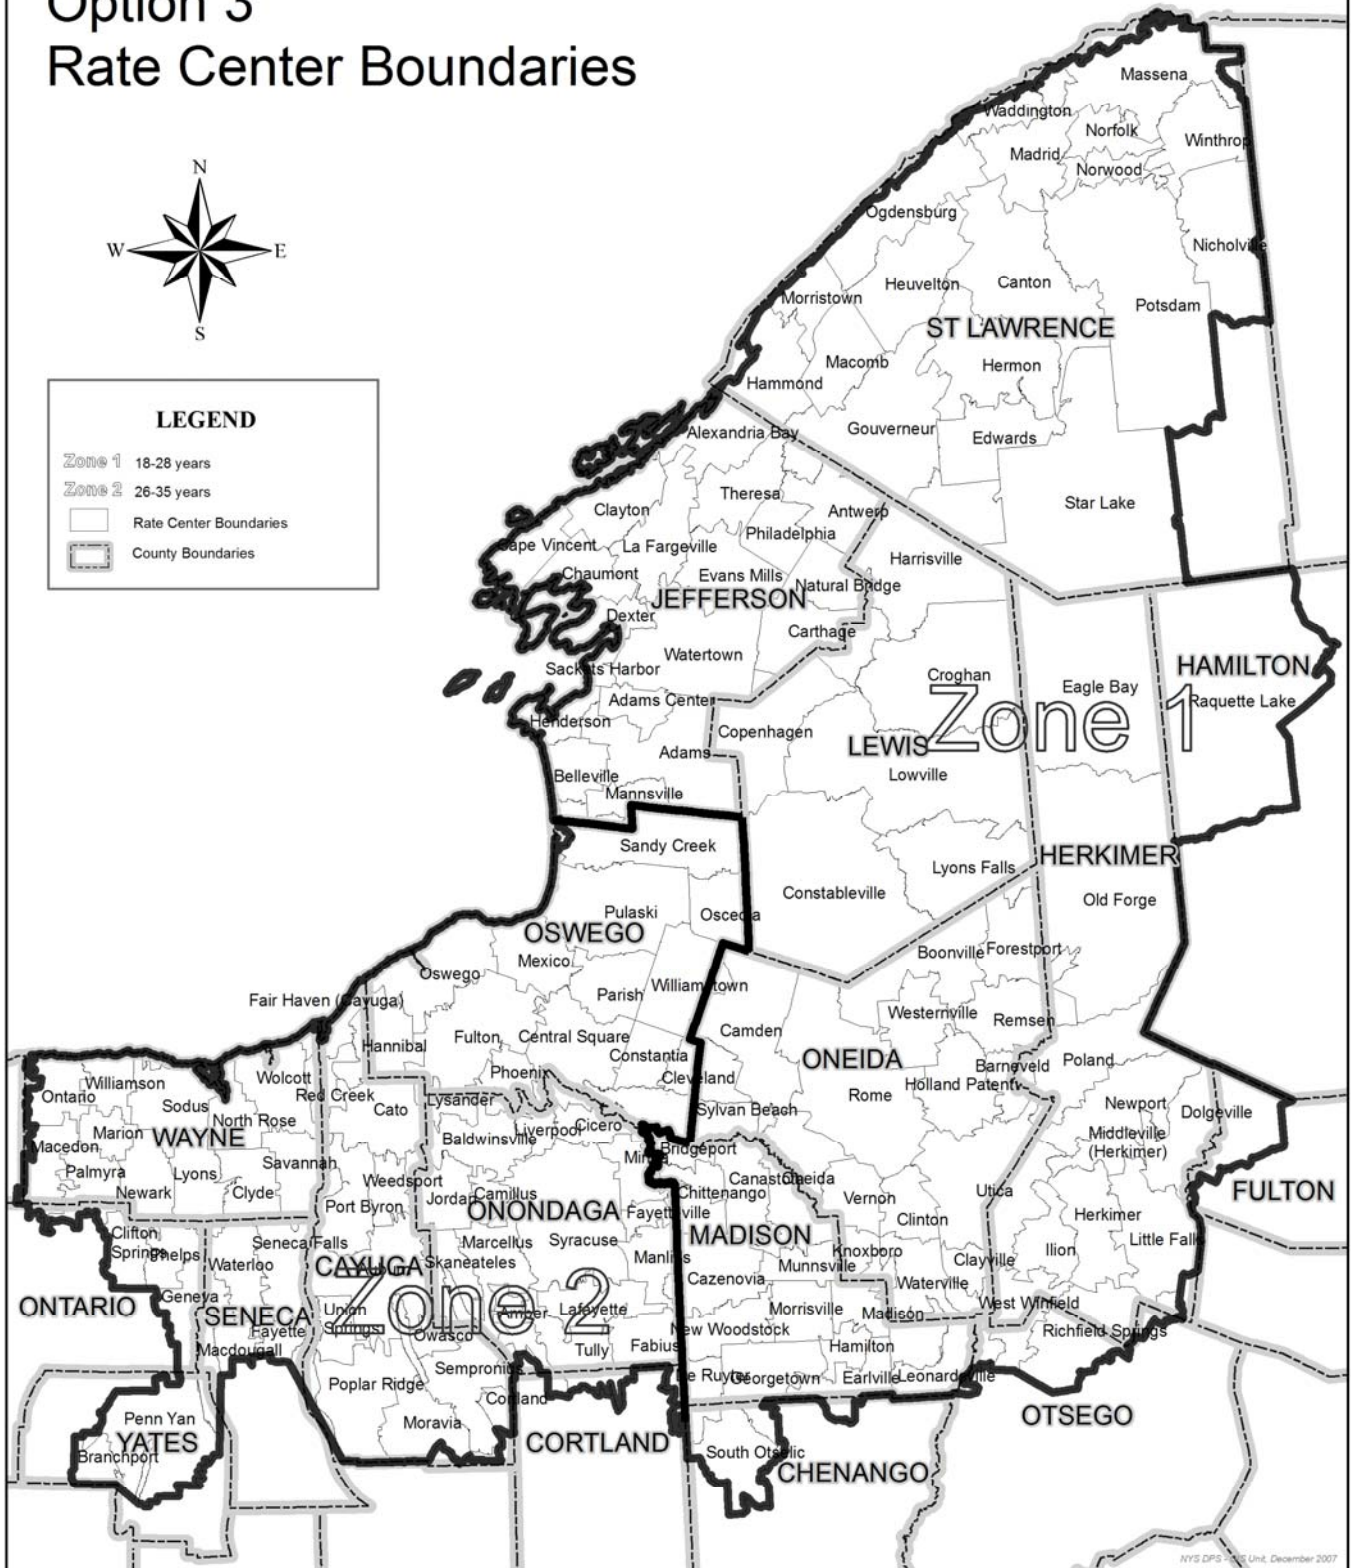 Option 3
Rate Center Boundaries
N
W E
S
LEGEND
Zone 1 18-28 years
Zone 2 26-35 years
Rate Center Boundaries
County Boundaries
Massena
Waddington
Norfolk
Winthrop
Madrid
Norwood
Ogdensburg
Nicholville
Heuvelton
Canton
Morristown
Potsdam
ST LAWRENCE
Macomb
Hermon
Hammond
Gouverneur
Alexandria Bay
Edwards
Theresa
Star Lake
Clayton
Antwerp
Philadelphia
Cape Vincent
La Fargeville
Harrisville
Chaumont
Evans Mills
Natural Bridge
JEFFERSON
Dexter
Carthage
Watertown
Sackets Harbor
HAMILTON
Croghan
Eagle Bay
Raquette Lake
Adams Center
Zone 1
Henderson
Copenhagen
LEWIS
Adams
Lowville
Belleville
Mannsville
Sandy Creek
HERKIMER
Lyons Falls
Constableville
Old Forge
Pulaski
Osceola
OSWEGO
Boonville
Forestport
Mexico
Oswego
Williamstown
Parish
Fair Haven (Cayuga)
Westernville
Remsen
Camden
Fulton
Central Square
Hannibal
Constantia
ONEIDA
Poland
Barneveld
Phoenix
Cleveland
Wolcott
Williamson
Holland Patent
Red Creek
Rome
Ontario
Sodus
Cato
Lysander
Newport
Sylvan Beach
Dolgeville
North Rose
Cicero
Liverpool
Marion
WAYNE
Baldwinsville
Middleville
(Herkimer)
Macedon
Bridgeport
Minoa
Savannah
Palmyra
Lyons
Weedsport
Canastota
Oneida
Newark
Clyde
Jordan
Camillus
Chittenango
Utica
FULTON
Vernon
Port Byron
ONONDAGA
Fayetteville
Herkimer
Clinton
Clifton
Springs
Phelps
Seneca Falls
Marcellus
Syracuse
MADISON
Little Falls
Ilion
Waterloo
CAYUGA
Skaneateles
Manlius
Knoxboro
Munnsville
Clayville
Cazenovia
Waterville
Geneva
Zone 2
ONTARIO
SENECA
Union
Springs
Amber
Lafayette
Morrisville
Madison
West Winfield
Fayette
Owasco
New Woodstock
Richfield Springs
Macdougall
Tully
Fabius
Hamilton
Sempronius
De Ruyter
Georgetown
Earlville
Leonardsville
Poplar Ridge
Cortland
Penn Yan
Moravia
OTSEGO
YATES
CORTLAND
Branchport
South Otselic
CHENANGO
NYS DPS - GIS Unit, December 2007